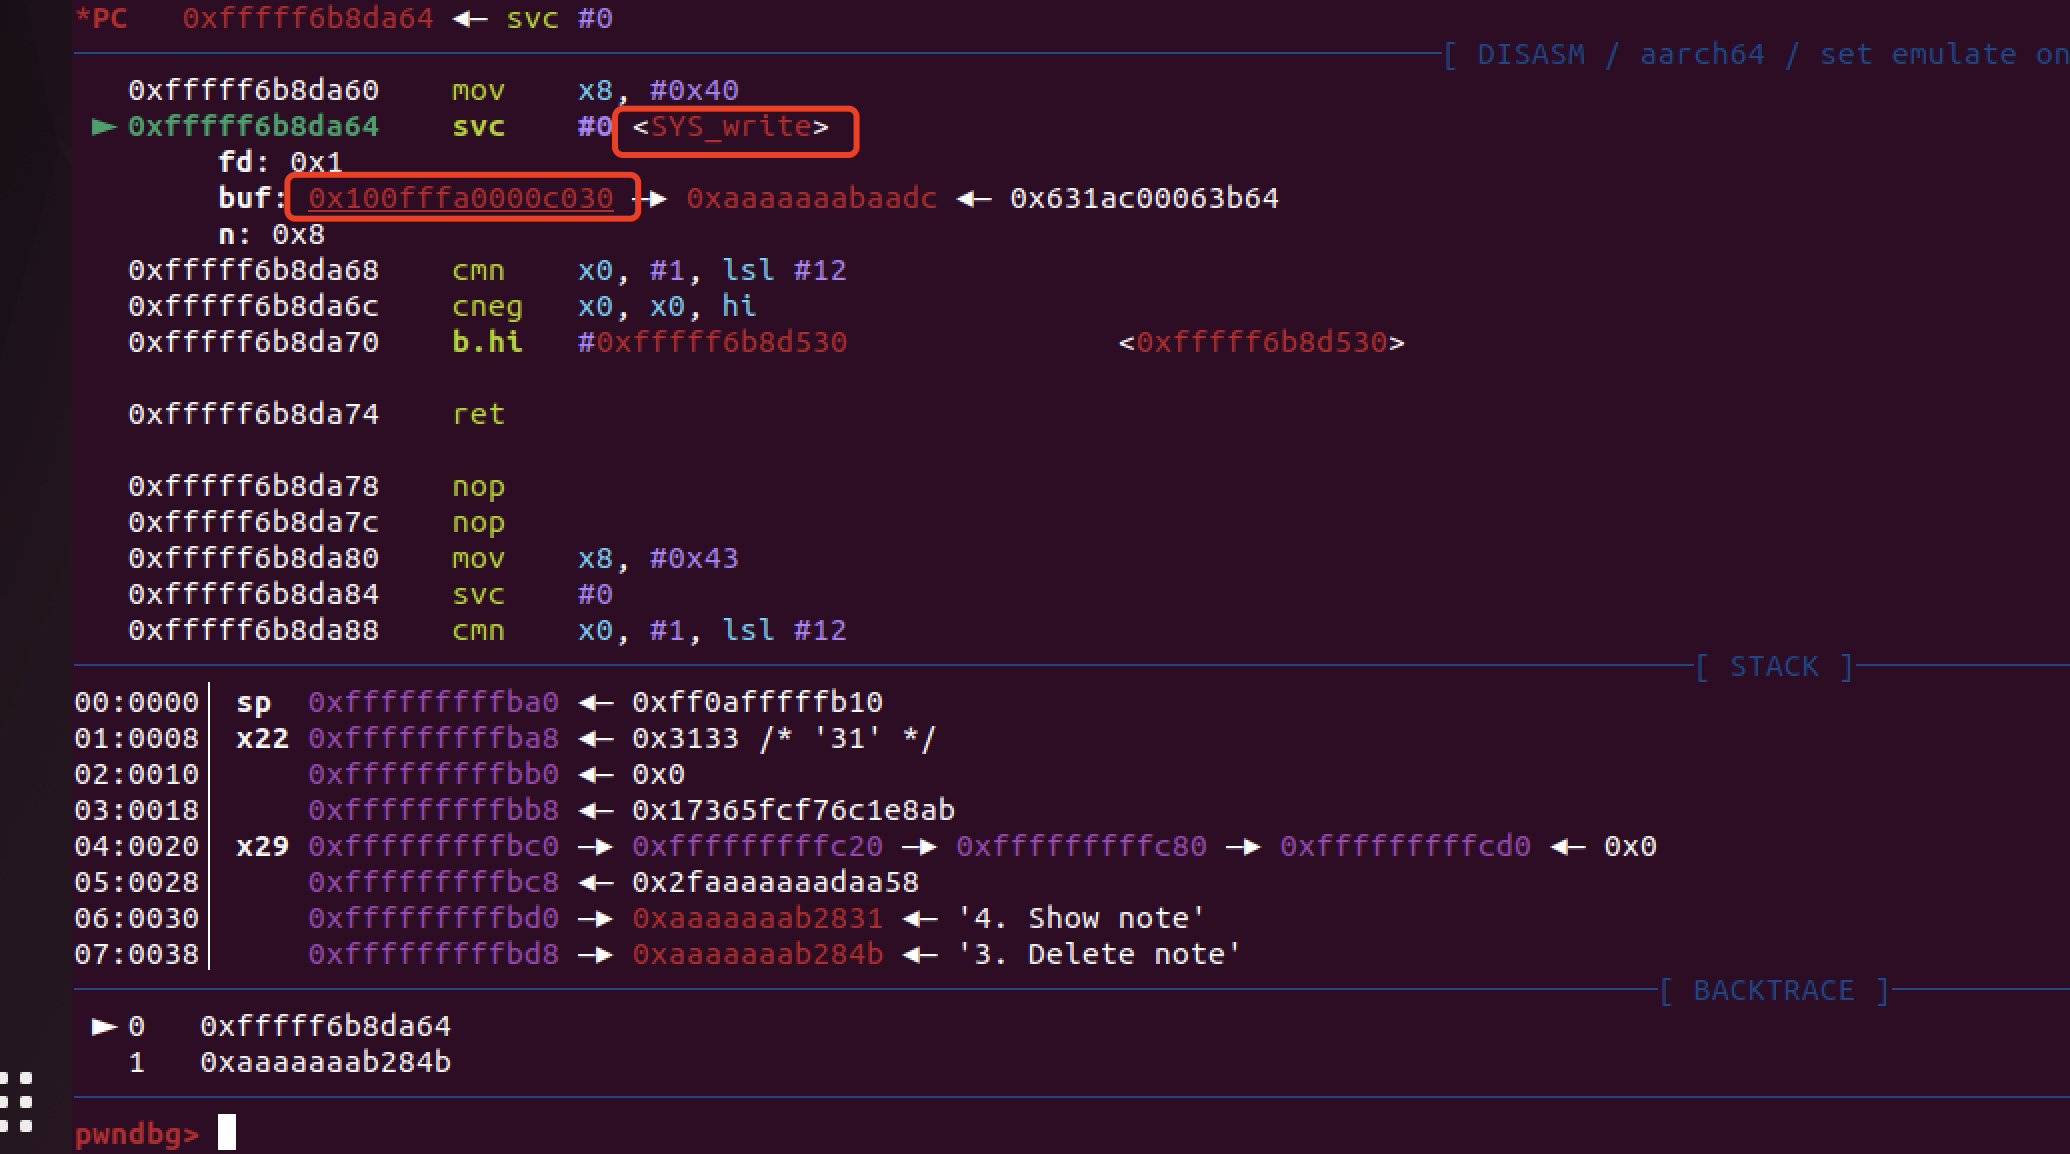 *PC 0xfffff6b8da64 ◂— svc #0
[ DISASM / aarch64 / set emulate on
0xfffff6b8da60 mov x8, #0x40
► 0xfffff6b8da64 svc #0 <SYS_write>
fd: 0x1
buf: 0x100fffa0000c030 —▸ 0xaaaaaaabaadc ◂— 0x631ac00063b64
n: 0x8
0xfffff6b8da68 cmn x0, #1, lsl #12
0xfffff6b8da6c cneg x0, x0, hi
0xfffff6b8da70 b.hi #0xfffff6b8d530 <0xfffff6b8d530>
0xfffff6b8da74 ret
0xfffff6b8da78 nop
0xfffff6b8da7c nop
0xfffff6b8da80 mov x8, #0x43
0xfffff6b8da84 svc #0
0xfffff6b8da88 cmn x0, #1, lsl #12
[ STACK ]
00:0000│ sp 0xfffffffffba0 ◂— 0xff0afffffb10
01:0008│ x22 0xfffffffffba8 ◂— 0x3133 /* '31' */
02:0010│ 0xfffffffffbb0 ◂— 0x0
03:0018│ 0xfffffffffbb8 ◂— 0x17365fcf76c1e8ab
04:0020│ x29 0xfffffffffbc0 —▸ 0xfffffffffc20 —▸ 0xfffffffffc80 —▸ 0xfffffffffcd0 ◂— 0x0
05:0028│ 0xfffffffffbc8 ◂— 0x2faaaaaaadaa58
06:0030│ 0xfffffffffbd0 —▸ 0xaaaaaaab2831 ◂— '4. Show note'
07:0038│ 0xfffffffffbd8 —▸ 0xaaaaaaab284b ◂— '3. Delete note'
[ BACKTRACE ]
► 0 0xfffff6b8da64
1 0xaaaaaaab284b
pwndbg>